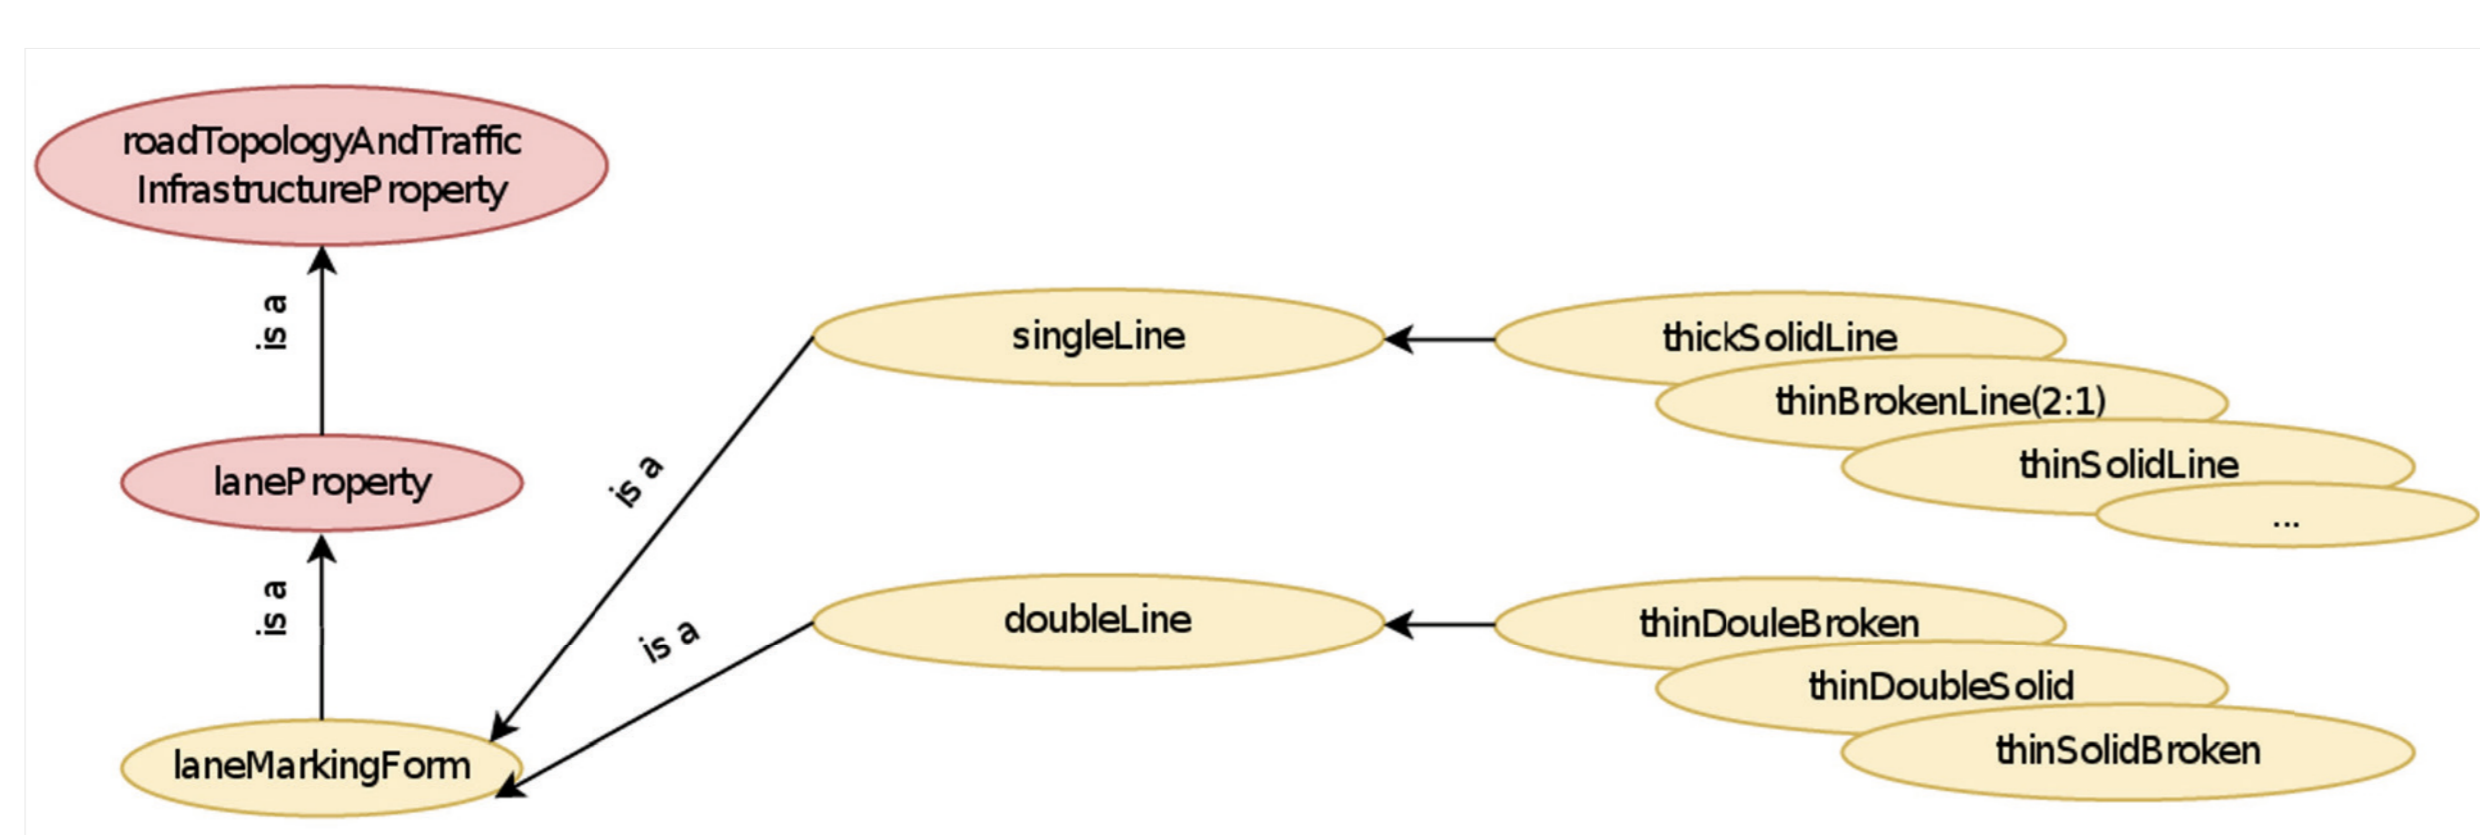 roadTopologyAndTraffic
InfrastructureProperty
is a
laneProperty
is a
laneMarkingForm
is a
is a
singleLine
doubleLine
thickSolidLine
thinBrokenLine(2:1)
thinSolidLine
...
thinDouleBroken
thinDoubleSolid
thinSolidBroken